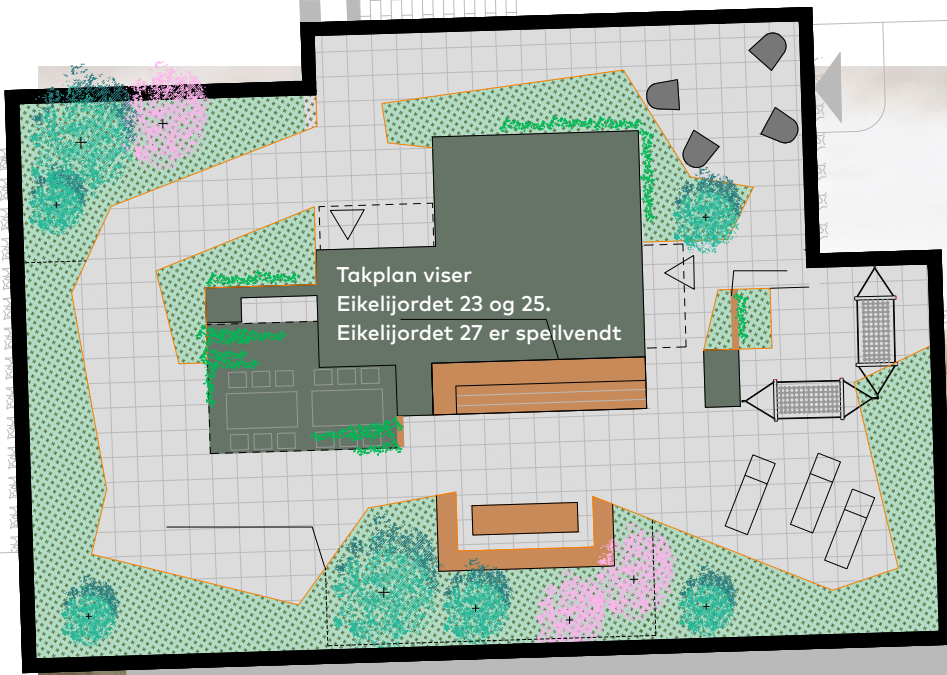 Takplan viser
Eikelijordet 23 og 25.
Eikelijordet 27 er speilvendt